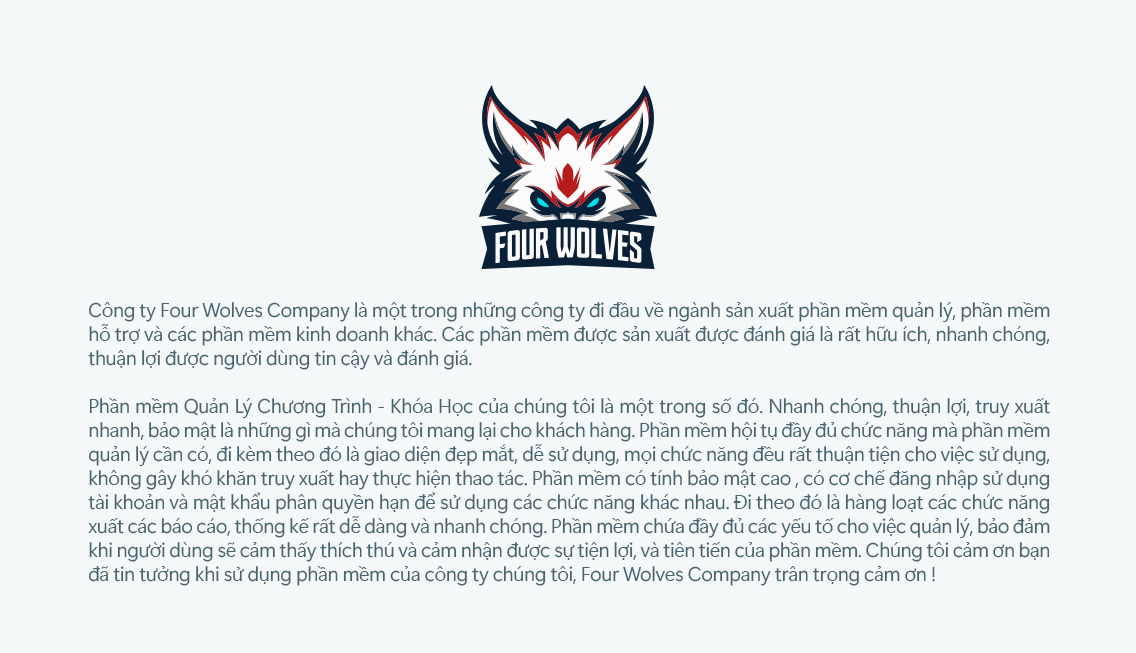 FOUR WOLVES
Công ty Four Wolves Company là một trong những công ty đi đầu về ngành sản xuất phần mềm quản lý, phần mềm
hỗ trợ và các phần mềm kinh doanh khác. Các phần mềm được sản xuất được đánh giá là rất hữu ích, nhanh chóng,
thuận lợi được người dùng tin cậy và đánh giá.
Phần mềm Quản Lý Chương Trình - Khóa Học của chúng tôi là một trong số đó. Nhanh chóng, thuận lợi, truy xuất
nhanh, bảo mật là những gì mà chúng tôi mang lại cho khách hàng. Phần mềm hội tụ đầy đủ chức năng mà phần mềm
quản lý cần có, đi kèm theo đó là giao diện đẹp mắt, dễ sử dụng, mọi chức năng đều rất thuận tiện cho việc sử dụng,
không gây khó khăn truy xuất hay thực hiện thao tác. Phần mềm có tính bảo mật cao , có cơ chế đăng nhập sử dụng
tài khoản và mật khẩu phân quyền hạn để sử dụng các chức năng khác nhau. Đi theo đó là hàng loạt các chức năng
xuất các báo cáo, thống kế rất dễ dàng và nhanh chóng. Phần mềm chứa đầy đủ các yếu tố cho việc quản lý, bảo đảm
khi người dùng sẽ cảm thấy thích thú và cảm nhận được sự tiện lợi, và tiên tiến của phần mềm. Chúng tôi cảm ơn bạn
đã tin tưởng khi sử dụng phần mềm của công ty chúng tôi, Four Wolves Company trân trọng cảm ơn !